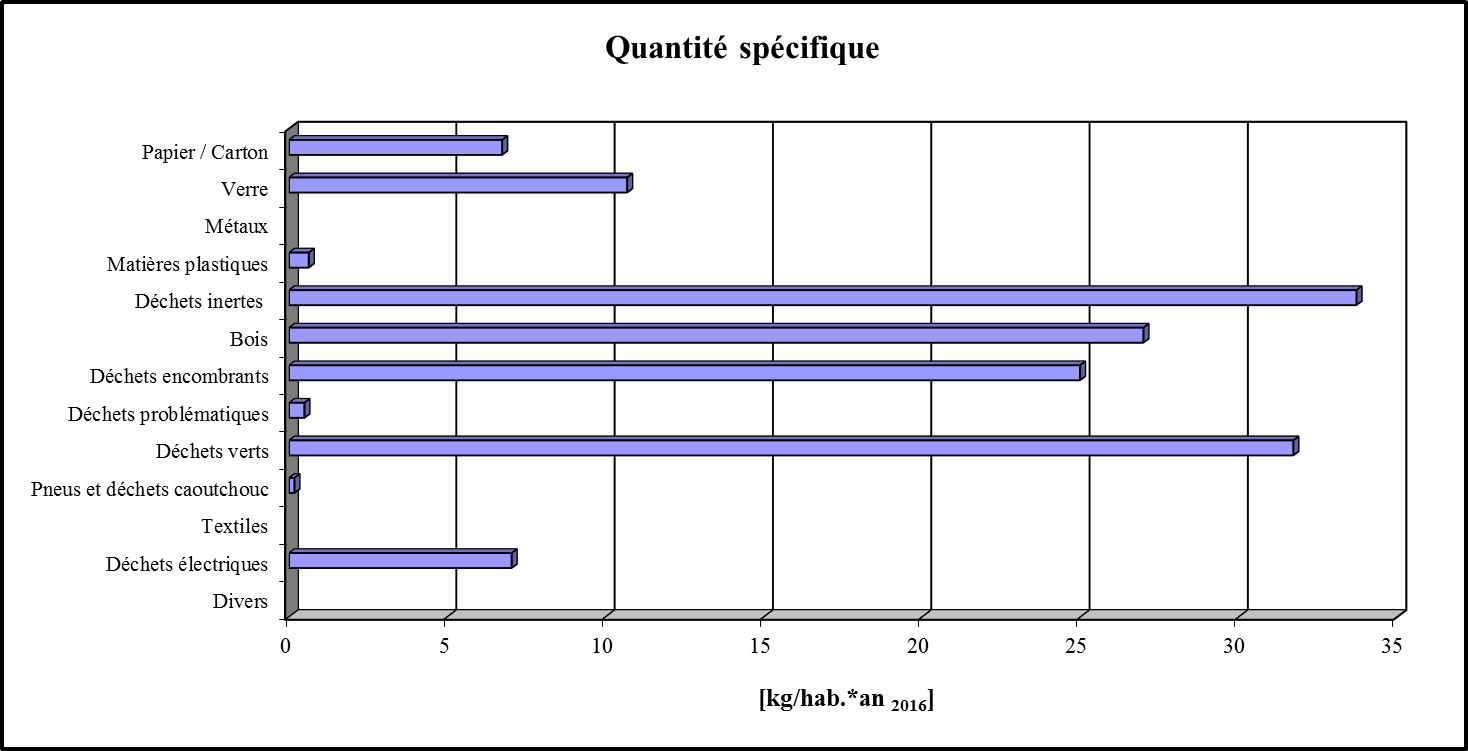 Quantité spécifique
Papier / Carton
Verre
Métaux
Matières plastiques
Déchets inertes
Bois
Déchets encombrants
Déchets problématiques
Déchets verts
Pneus et déchets caoutchouc
Textiles
Déchets électriques
Divers
0 5 10 15 20 25 30 35
[kg/hab.*an 2016]